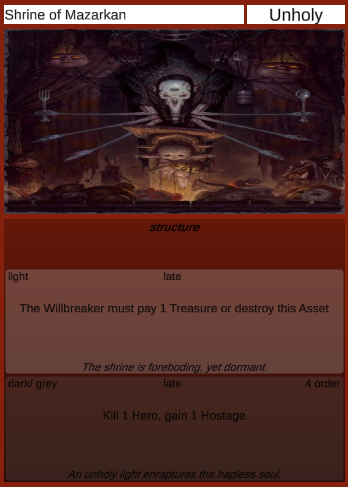 Shrine of Mazarkan
Unholy
structure
light late
The Willbreaker must pay 1 Treasure or destroy this Asset
The shrine is foreboding, yet dormant.
dark/ grey late 4 order
Kill 1 Hero, gain 1 Hostage
An unholy light enraptures the hapless soul.